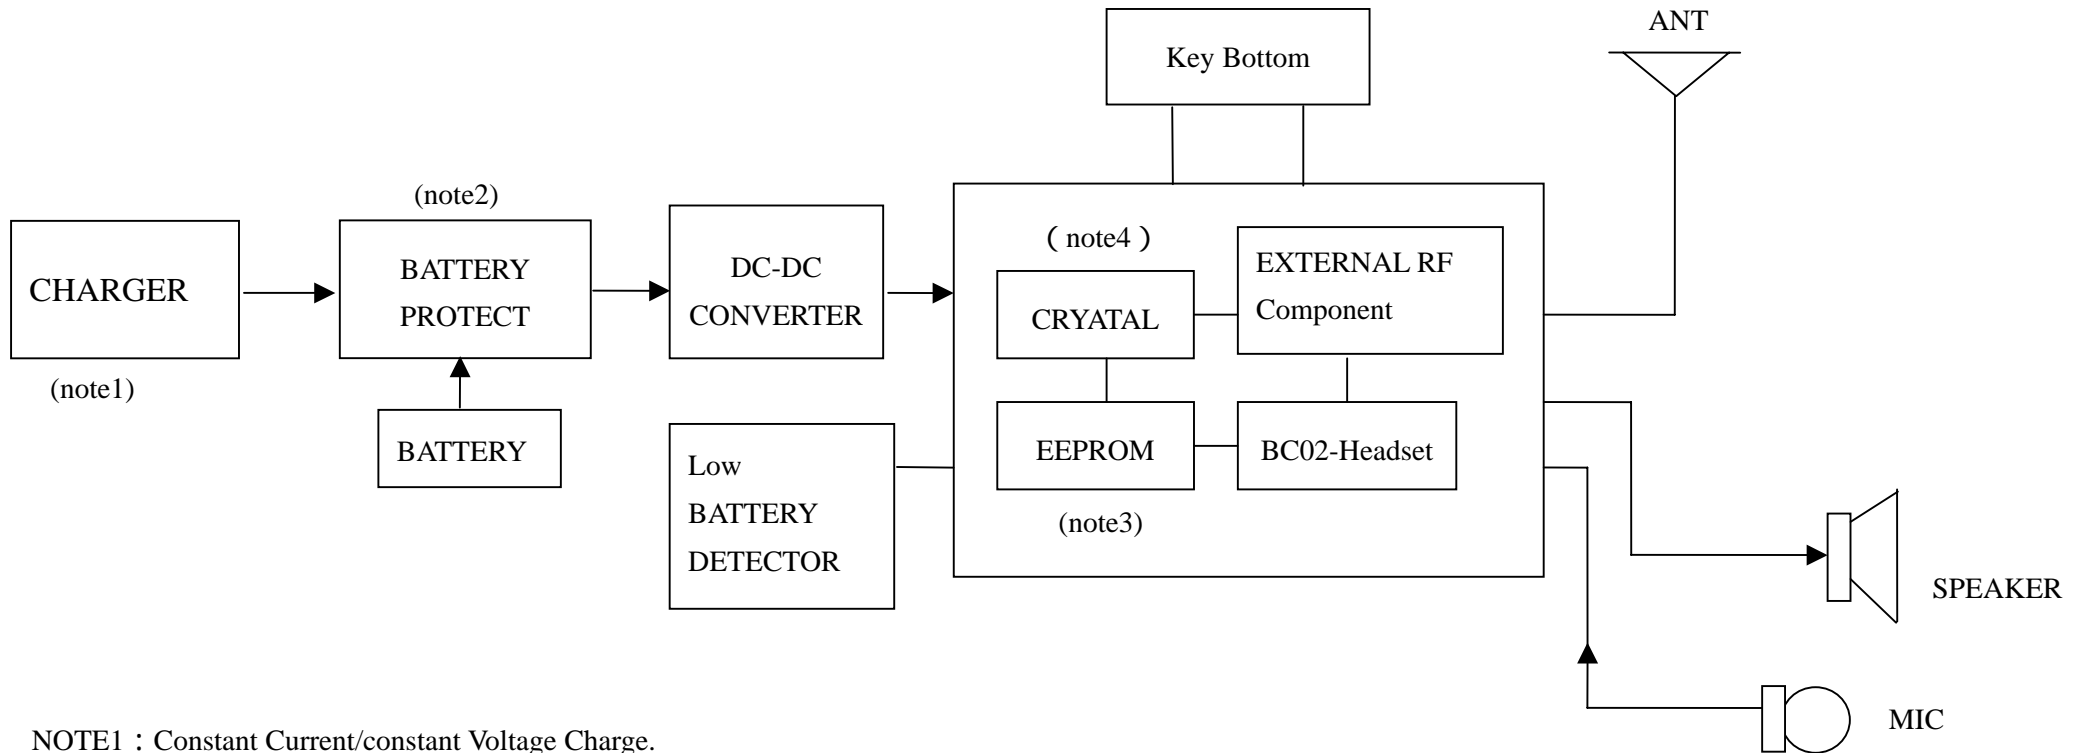 Key Bottom
ANT
(note2)
CHARGER
(note1)
BATTERY
PROTECT
BATTERY
DC-DC
CONVERTER
Low
BATTERY
DETECTOR
( note4 )
CRYATAL
EXTERNAL RF
Component
EEPROM
BC02-Headset
(note3)
SPEAKER
MIC
NOTE1：Constant Current/constant Voltage Charge.